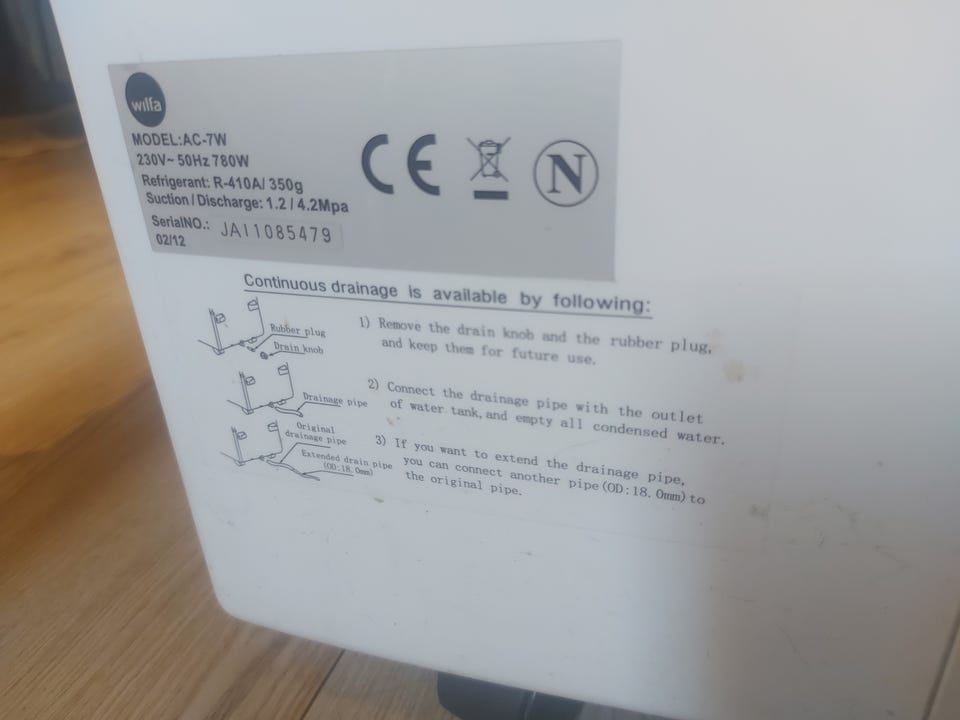 wilfa
MODEL:AC-7W
230V~ 50Hz 780W
Refrigerant: R-410A/ 350g
Suction / Discharge: 1.2 / 4.2Mpa
SerialNO.: JA11085479
02/12
CE
N
Continuous drainage is available by following:
Rubber plug
Drain knob
1) Remove the drain knob and the rubber plug,
and keep them for future use.
Drainage pipe
2) Connect the drainage pipe with the outlet
of water tank, and empty all condensed water.
Original
drainage pipe
Extended drain pipe
(OD:18.0mm)
3) If you want to extend the drainage pipe,
you can connect another pipe(OD:18.0mm)to
the original pipe.